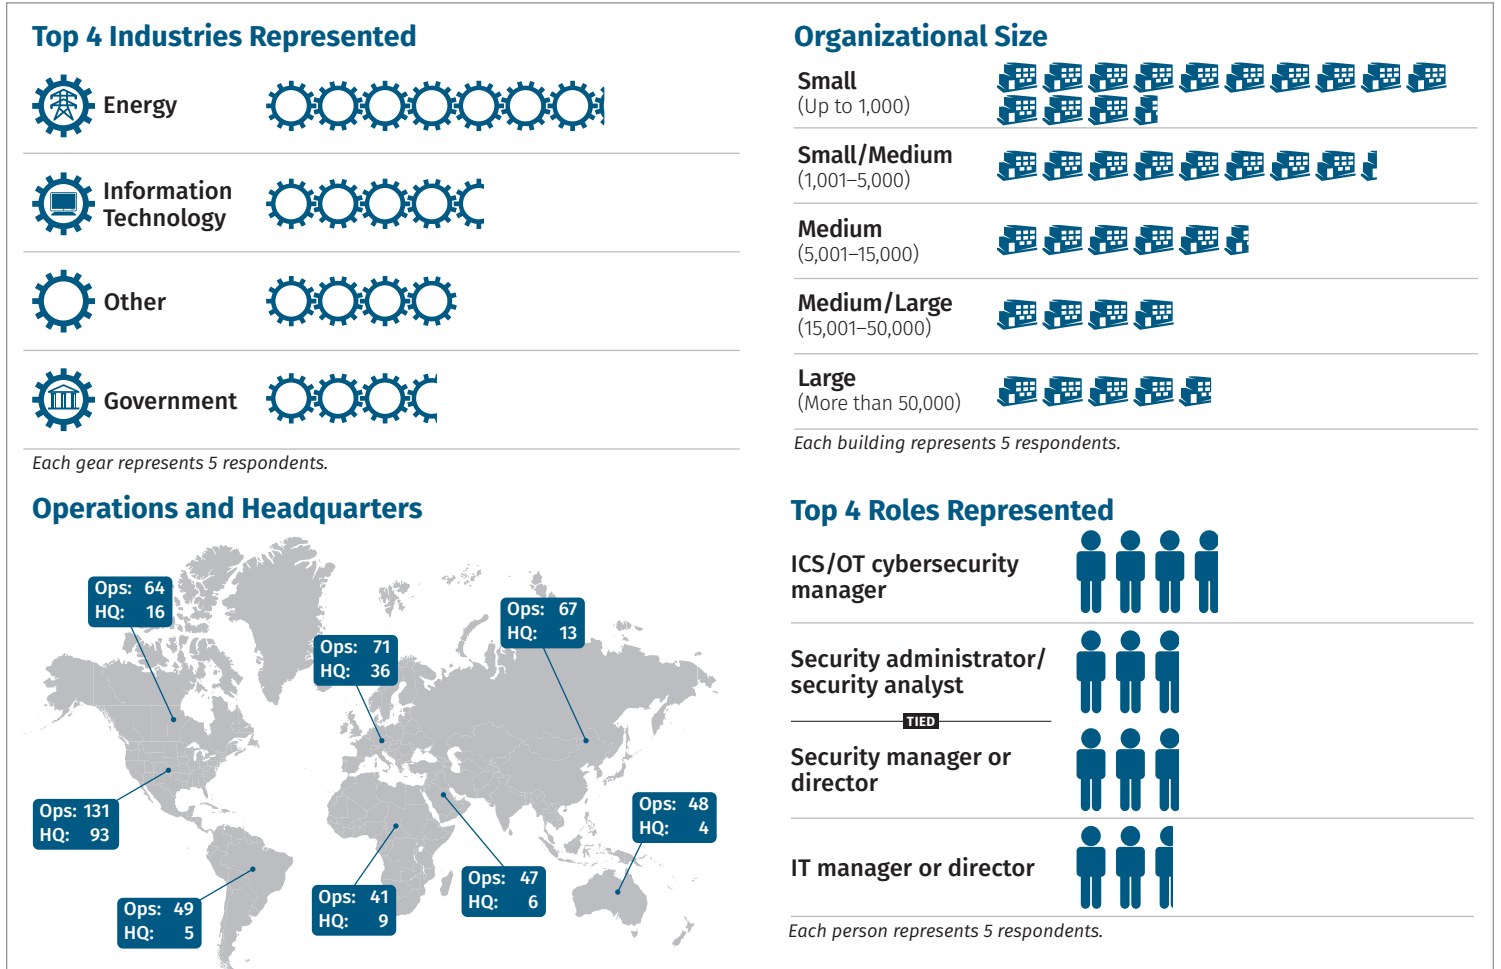 Top 4 Industries Represented
Energy
Information
Technology
Other
Government
Each gear represents 5 respondents.
Organizational Size
Small
(Up to 1,000)
Small/Medium
(1,001–5,000)
Medium
(5,001–15,000)
Medium/Large
(15,001–50,000)
Large
(More than 50,000)
Each building represents 5 respondents.
Operations and Headquarters
Ops: 64
HQ: 16
Ops: 71
HQ: 36
Ops: 67
HQ: 13
Ops: 131
HQ: 93
Ops: 48
HQ: 4
Ops: 49
HQ: 5
Ops: 41
HQ: 9
Ops: 47
HQ: 6
Top 4 Roles Represented
ICS/OT cybersecurity
manager
Security administrator/
security analyst
TIED
Security manager or
director
IT manager or director
Each person represents 5 respondents.